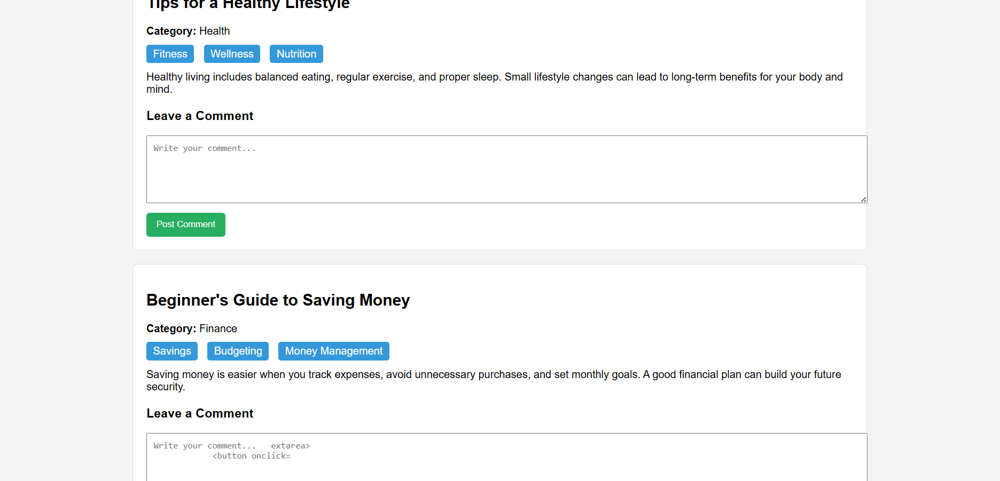 Tips for a Healthy Lifestyle
Category: Health
Fitness Wellness Nutrition
Healthy living includes balanced eating, regular exercise, and proper sleep. Small lifestyle changes can lead to long-term benefits for your body and
mind.
Leave a Comment
Write your comment...
Post Comment
Beginner's Guide to Saving Money
Category: Finance
Savings Budgeting Money Management
Saving money is easier when you track expenses, avoid unnecessary purchases, and set monthly goals. A good financial plan can build your future
security.
Leave a Comment
Write your comment...   extarea>
<button onclick=